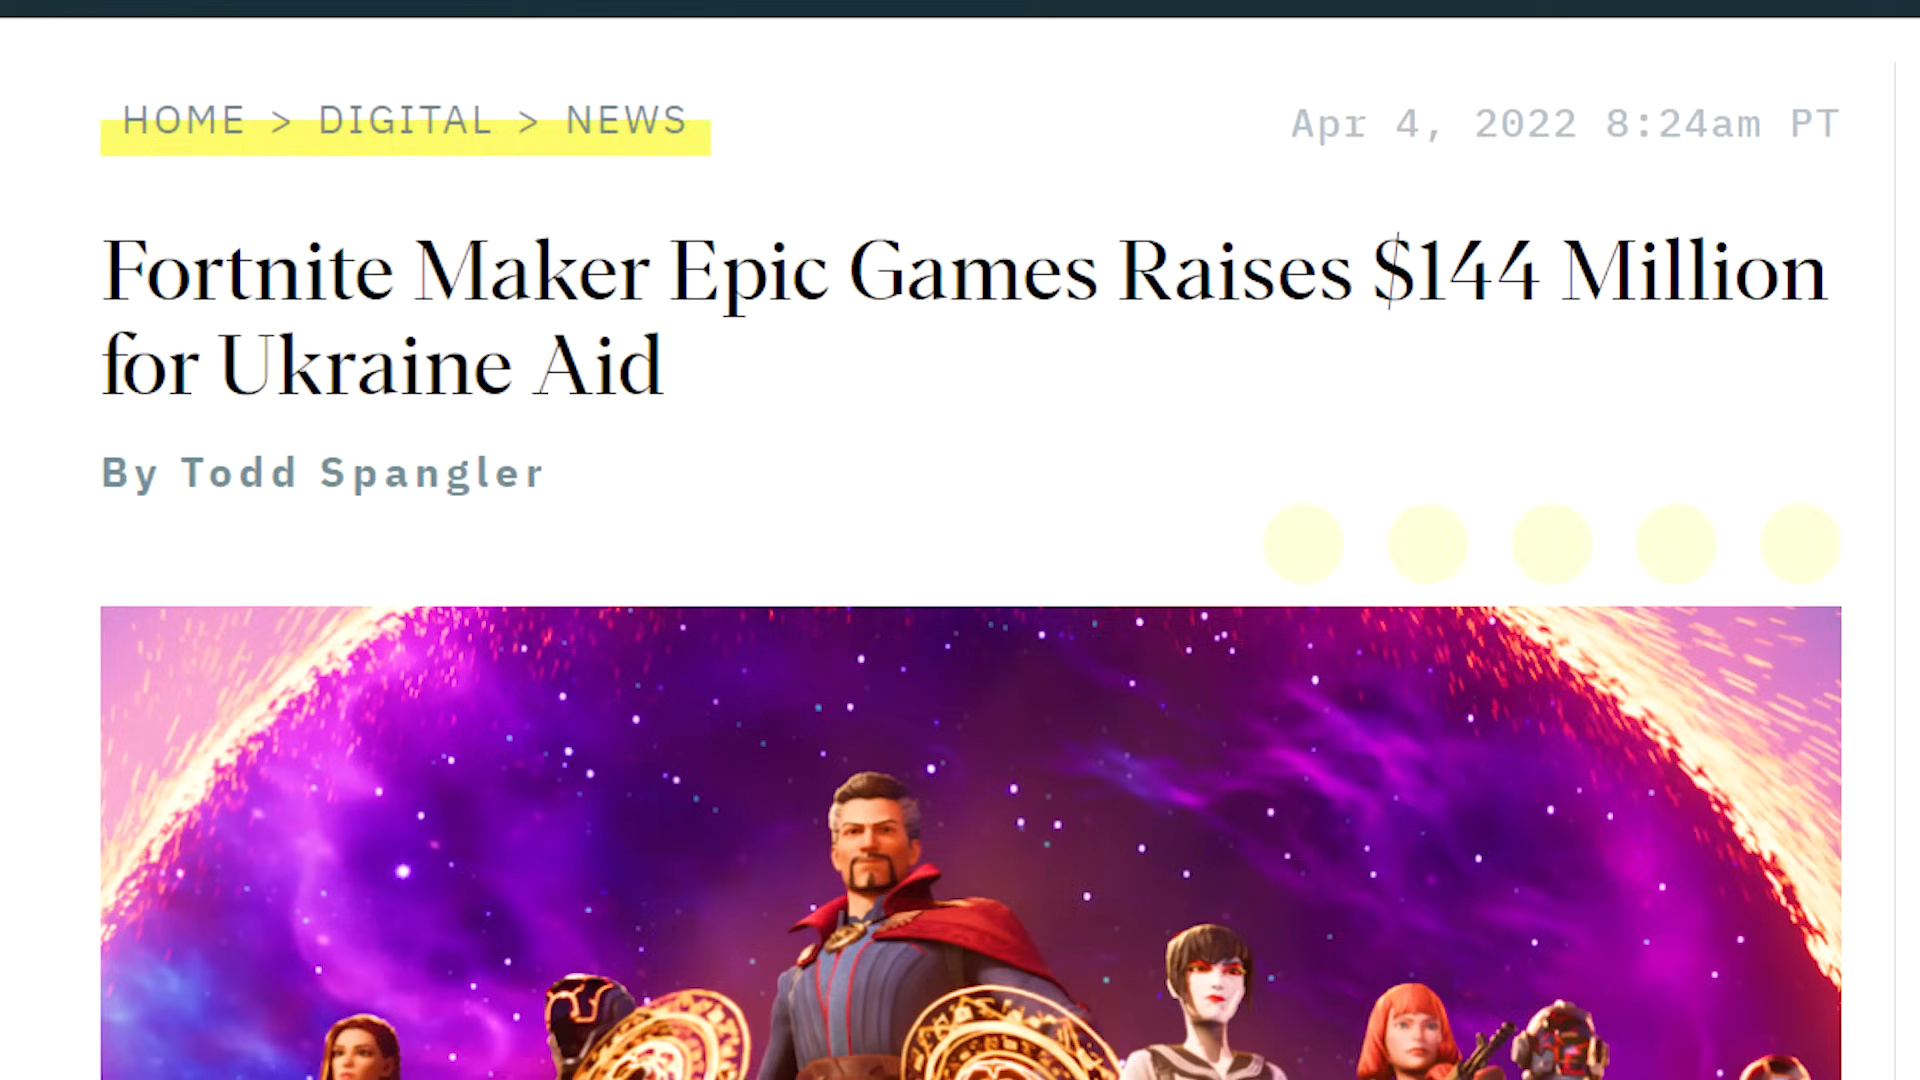 HOME > DIGITAL > NEWS
Apr 4, 2022 8:24am PT
Fortnite Maker Epic Games Raises $144 Million
for Ukraine Aid
By Todd Spangler